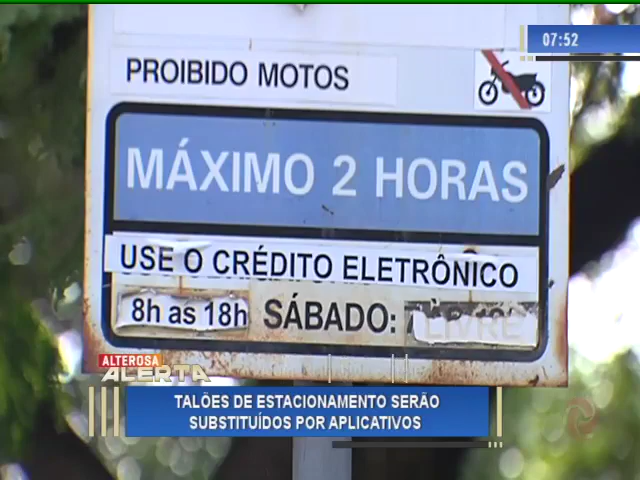 07:52
PROIBIDO MOTOS
MÁXIMO 2 HORAS
USE O CRÉDITO ELETRÔNICO
8h as 18h SÁBADO: LIVRE
ALTEROSA
ALERTA
TALÕES DE ESTACIONAMENTO SERÃO
SUBSTITUÍDOS POR APLICATIVOS